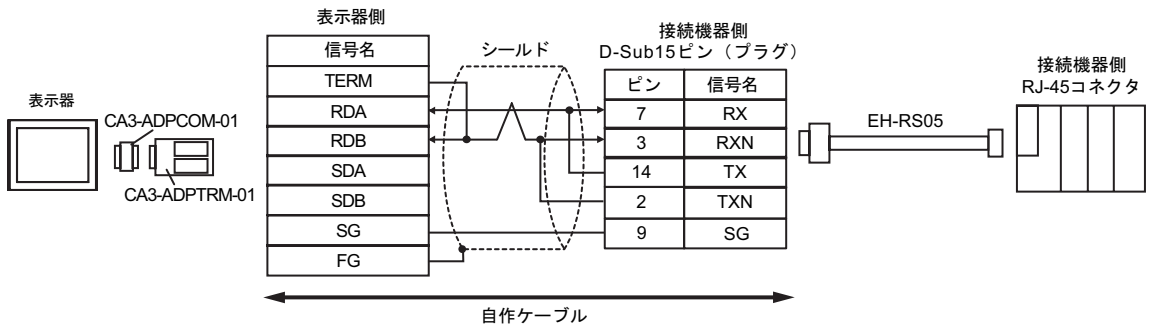 表示器
CA3-ADPCOM-01
CA3-ADPTRM-01
表示器側
信号名
TERM
RDA
RDB
SDA
SDB
SG
FG
シールド
接続機器側
D-Sub15ピン（プラグ）
ピン 信号名
7 RX
3 RXN
14 TX
2 TXN
9 SG
EH-RS05
接続機器側
RJ-45コネクタ
自作ケーブル